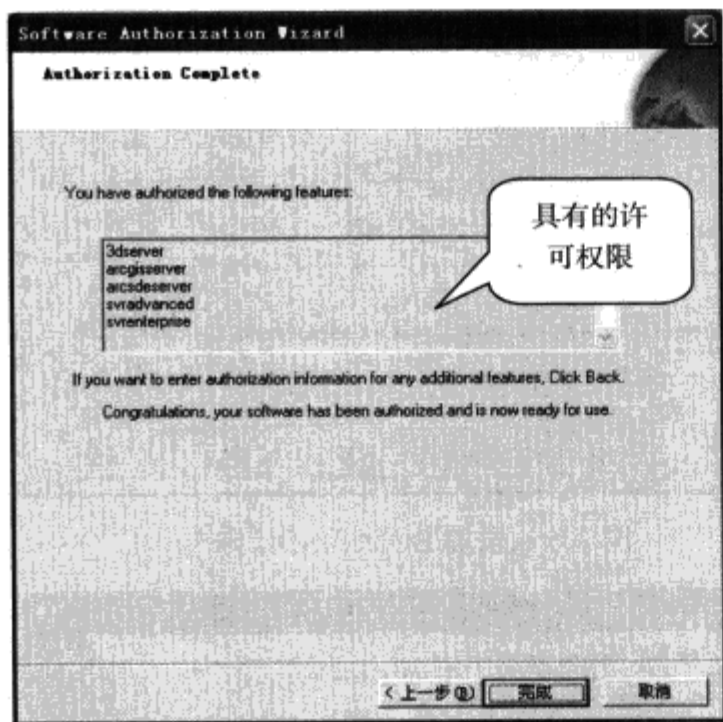 Software Authorization Wizard
Authorization Complete
You have authorized the following features:
具有的许
可权限
3dserver
arcgisserver
arcsdeserver
svradvanced
svrenterprise
If you want to enter authorization information for any additional features, Click Back.
Congratulations, your software has been authorized and is now ready for use.
< 上一步(B)
完成
取消